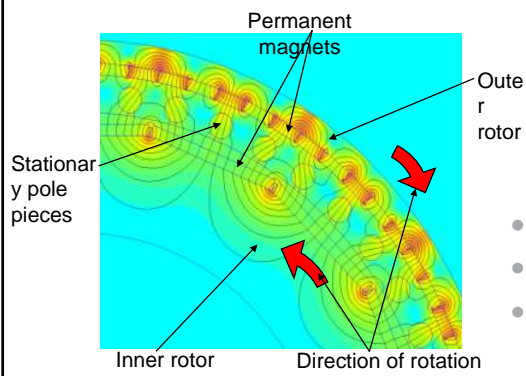 Permanent
magnets
Oute
r
rotor
Stationar
y pole
pieces
Inner rotor
Direction of rotation